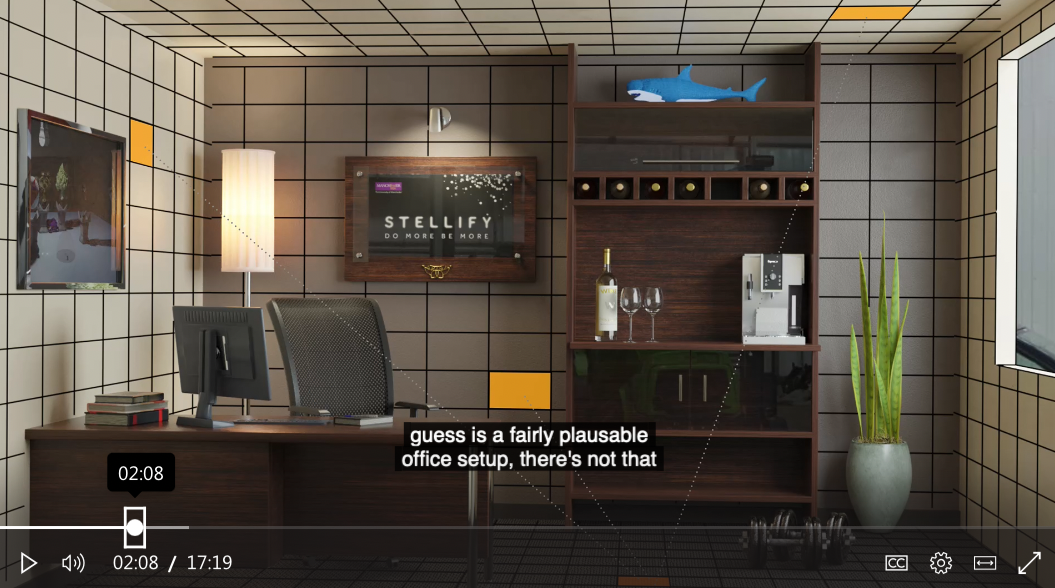 STELLIFY
DO MORE BE MORE
guess is a fairly plausable
office setup, there's not that
02:08
02:08 / 17:19
CC